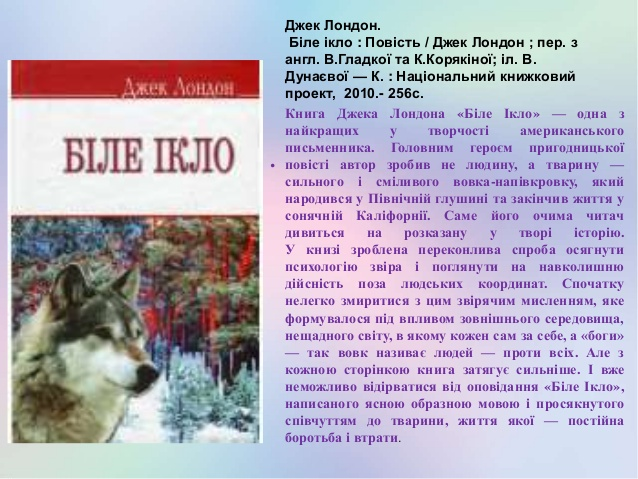 Джек Лондон
БІЛЕ ІКЛО
Джек Лондон.
Біле ікло : Повість / Джек Лондон ; пер. з
англ. В.Гладкої та К.Корякіної; іл. В.
Дунаєвої — К. : Національний книжковий
проект, 2010.- 256с.
Книга Джека Лондона «Біле Ікло» — одна з
найкращих у творчості американського
письменника. Головним героєм пригодницької
• повісті автор зробив не людину, а тварину —
сильного і сміливого вовка-напівкровку, який
народився у Північній глушині та закінчив життя у
сонячній Каліфорнії. Саме його очима читач
дивиться на розказану у творі історію.
У книзі зроблена переконлива спроба осягнути
психологію звіра і поглянути на навколишню
дійсність поза людських координат. Спочатку
нелегко змиритися з цим звірячим мисленням, яке
формувалося під впливом зовнішнього середовища,
нещадного світу, в якому кожен сам за себе, а «боги»
— так вовк називає людей — проти всіх. Але з
кожною сторінкою книга затягує сильніше. І вже
неможливо відірватися від оповідання «Біле Ікло»,
написаного ясною образною мовою і просякнутого
співчуттям до тварини, життя якої — постійна
боротьба і втрати.